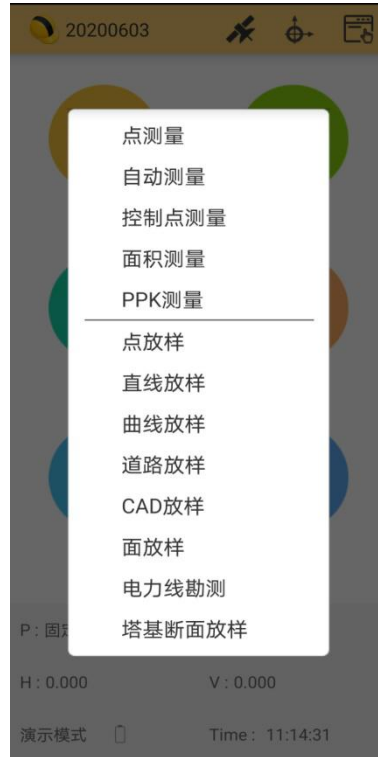 20200603
点测量
自动测量
控制点测量
面积测量
PPK测量
点放样
直线放样
曲线放样
道路放样
CAD放样
面放样
电力线勘测
塔基断面放样
P : 固定
H : 0.000 V : 0.000
演示模式 Time : 11:14:31